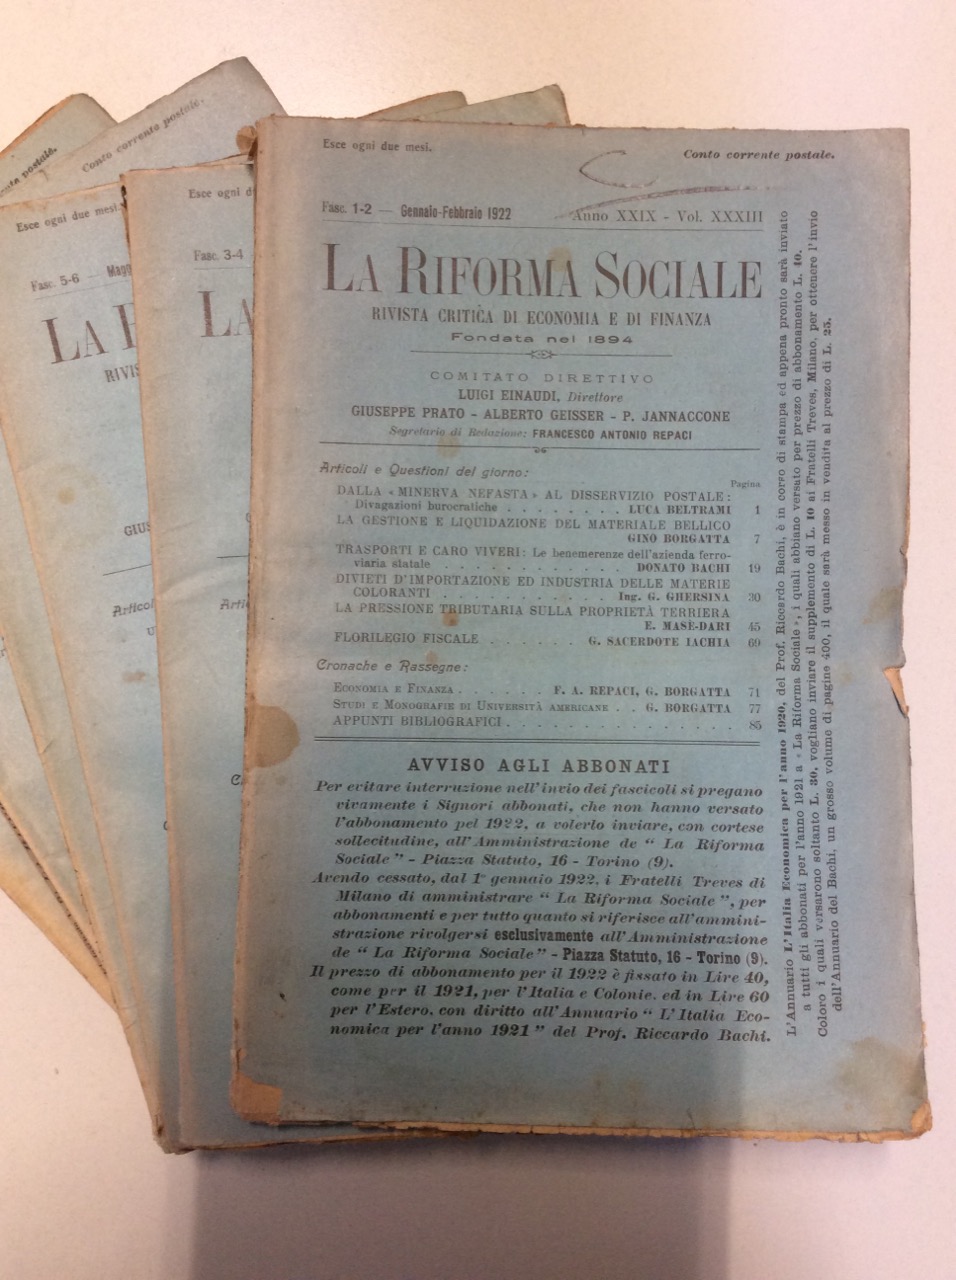 Esce ogni due mesi.
Conto corrente postale.
Fasc. 1-2 — Gennaio-Febbraio 1922
Anno XXIX - Vol. XXXIII
LA RIFORMA SOCIALE
RIVISTA CRITICA DI ECONOMIA E DI FINANZA
Fondata nel 1894
COMITATO DIRETTIVO
LUIGI EINAUDI, Direttore
GIUSEPPE PRATO - ALBERTO GEISSER - P. JANNACCONE
Segretario di Redazione: FRANCESCO ANTONIO REPACI
Articoli e Questioni del giorno:
Pagina
DALLA « MINERVA NEFASTA » AL DISSERVIZIO POSTALE:
Divagazioni burocratiche . . . . . . . . LUCA BELTRAMI 1
LA GESTIONE E LIQUIDAZIONE DEL MATERIALE BELLICO
GINO BORGATTA 7
TRASPORTI E CARO VIVERI: Le benemerenze dell'azienda ferro-
viaria statale . . . . . . . . . . . . DONATO BACHI 19
DIVIETI D'IMPORTAZIONE ED INDUSTRIA DELLE MATERIE
COLORANTI . . . . . . . . . . . Ing. G. GHERSINA 30
LA PRESSIONE TRIBUTARIA SULLA PROPRIETÀ TERRIERA
E. MASE-DARI 45
FLORILEGIO FISCALE . . . . . . G. SACERDOTE IACHIA 69
Cronache e Rassegne:
ECONOMIA E FINANZA . . . . . . F. A. REPACI, G. BORGATTA 71
STUDI E MONOGRAFIE DI UNIVERSITÀ AMERICANE . . G. BORGATTA 77
APPUNTI BIBLIOGRAFICI . . . . . . . . . . . . . . . 85
AVVISO AGLI ABBONATI
Per evitare interruzione nell'invio dei fascicoli si pregano
vivamente i Signori abbonati, che non hanno versato
l'abbonamento pel 1922, a volerlo inviare, con cortese
sollecitudine, all'Amministrazione de “ La Riforma
Sociale ” - Piazza Statuto, 16 - Torino (9).
Avendo cessato, dal 1° gennaio 1922, i Fratelli Treves di
Milano di amministrare “ La Riforma Sociale ”, per
abbonamenti e per tutto quanto si riferisce all'ammini-
strazione rivolgersi esclusivamente all'Amministrazione
de “ La Riforma Sociale ” - Piazza Statuto, 16 - Torino (9).
Il prezzo di abbonamento per il 1922 è fissato in Lire 40,
come per il 1921, per l'Italia e Colonie, ed in Lire 60
per l'Estero, con diritto all'Annuario “ L'Italia Eco-
nomica per l'anno 1921 ” del Prof. Riccardo Bachi.
L'Annuario L'Italia Economica per l'anno 1920, del Prof. Riccardo Bachi, è in corso di stampa ed appena pronto sarà inviato
a tutti gli abbonati per l'anno 1921 a « La Riforma Sociale », i quali abbiano versato per prezzo di abbonamento L. 40.
Coloro i quali versarono soltanto L. 30, vogliano inviare il supplemento di L. 10 ai Fratelli Treves, Milano, per ottenere l'invio
dell'Annuario del Bachi, un grosso volume di pagine 400, il quale sarà messo in vendita al prezzo di L. 25.
Esce ogni d
Fasc. 3-4
LA
Artic
Conto corrente postale.
Esce ogni due mesi.
Fasc. 5-6 — Magg
LA R
RIVIS
GIUS
Articoli
postale.